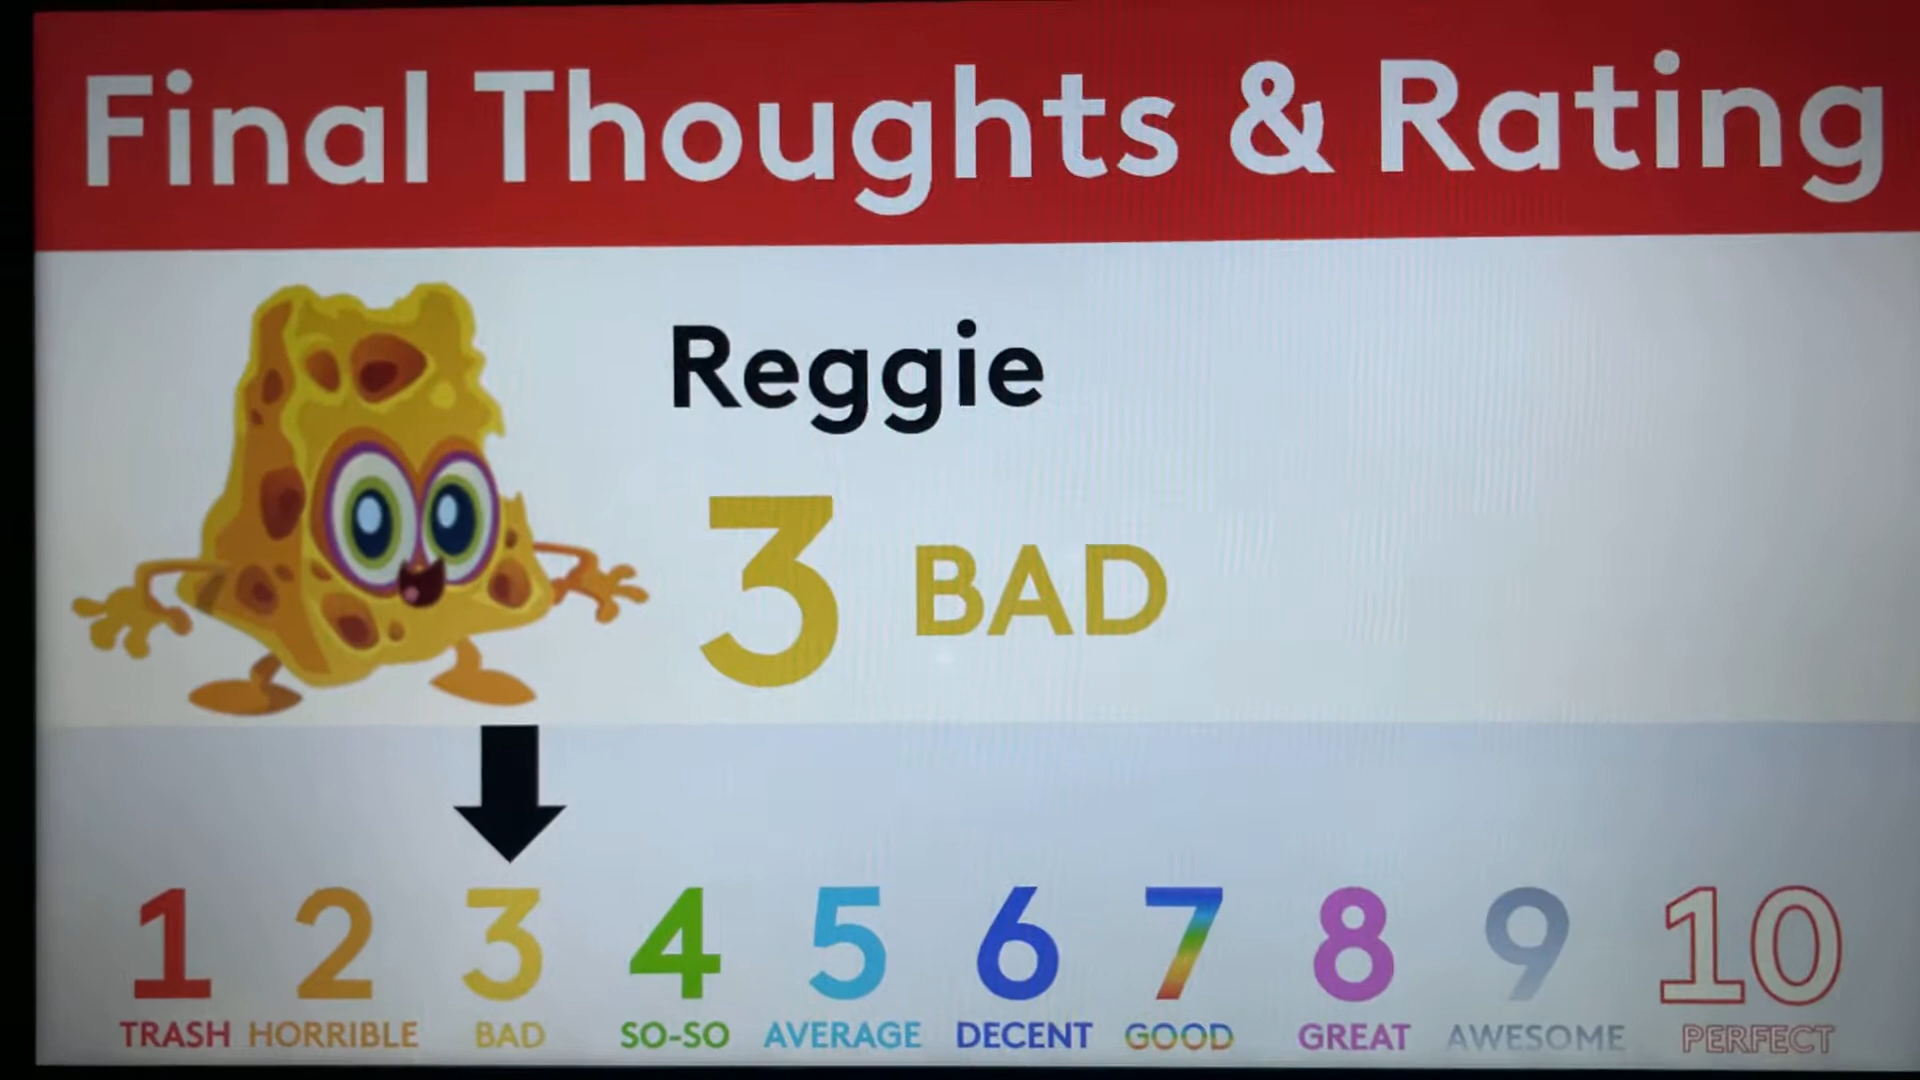 Final Thoughts & Rating
Reggie
3 BAD
1 2 3 4 5 6 7 8 9 10
TRASH HORRIBLE BAD SO-SO AVERAGE DECENT GOOD GREAT AWESOME PERFECT